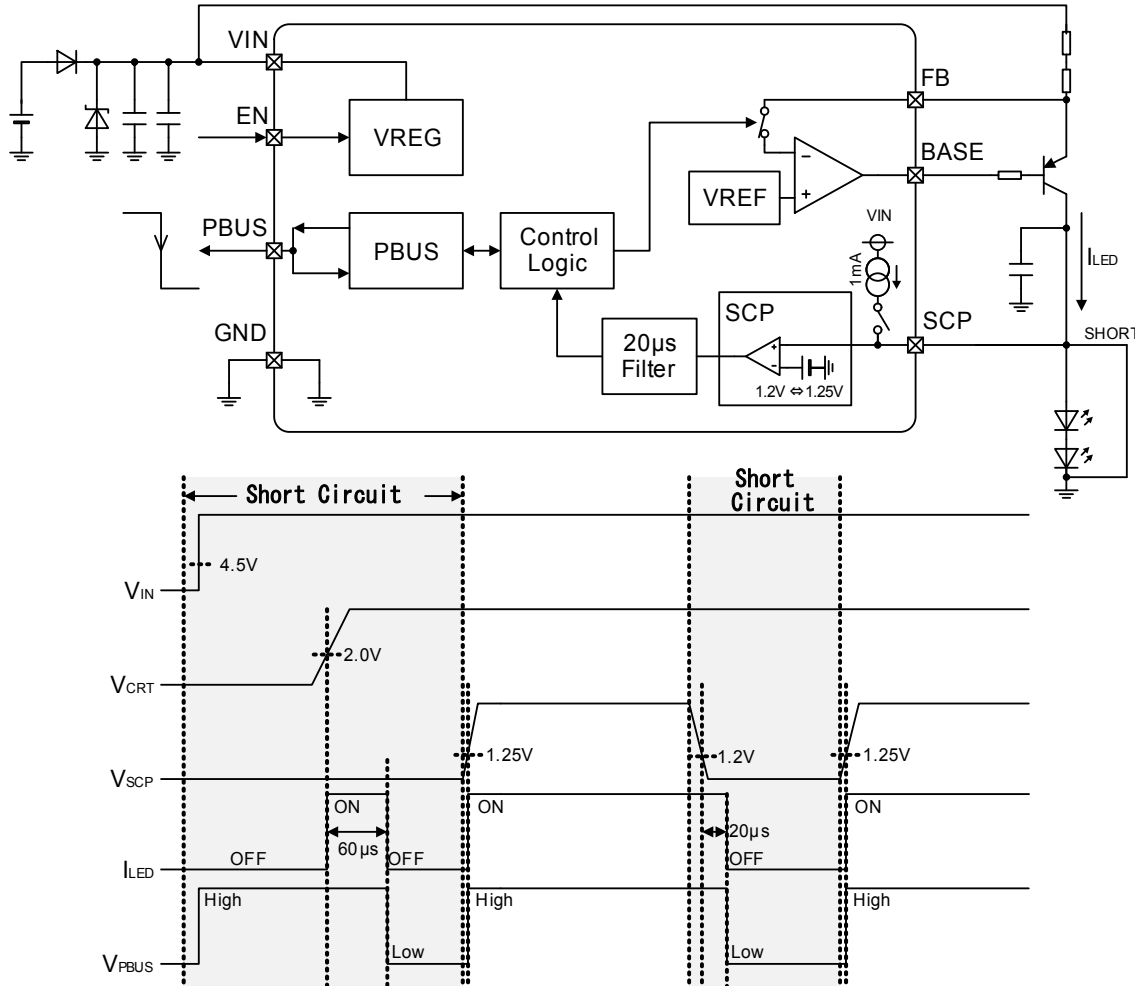 VIN
EN
PBUS
GND
VREG
PBUS
Control
Logic
20µs
Filter
VREF
−
+
FB
BASE
VIN
1mA
SCP
+
-
1.2V ⇔ 1.25V
SCP
ILED
SHORT
Short Circuit
Short
Circuit
VIN
4.5V
VCRT
2.0V
VSCP
1.25V
1.2V
1.25V
ILED
OFF
ON
60µs
OFF
ON
20µs
OFF
ON
VPBUS
High
Low
High
Low
High